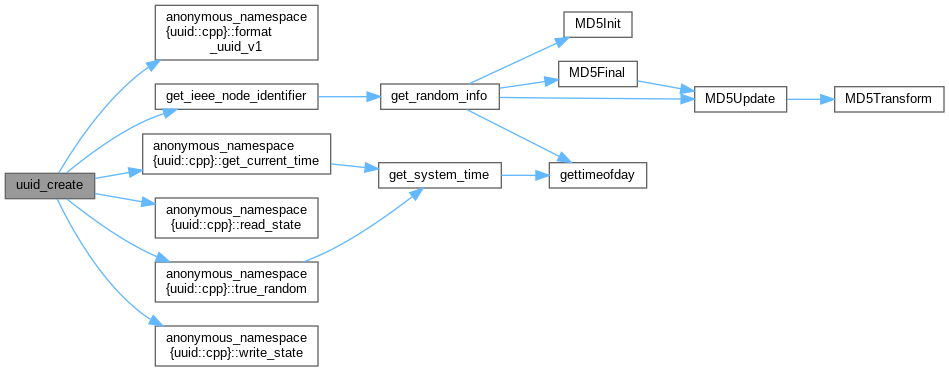 uuid_create
anonymous_namespace
{uuid::cpp}::format
_uuid_v1
get_ieee_node_identifier
anonymous_namespace
{uuid::cpp}::get_current_time
anonymous_namespace
{uuid::cpp}::read_state
anonymous_namespace
{uuid::cpp}::true_random
anonymous_namespace
{uuid::cpp}::write_state
get_random_info
get_system_time
MD5Init
MD5Final
gettimeofday
MD5Update
MD5Transform